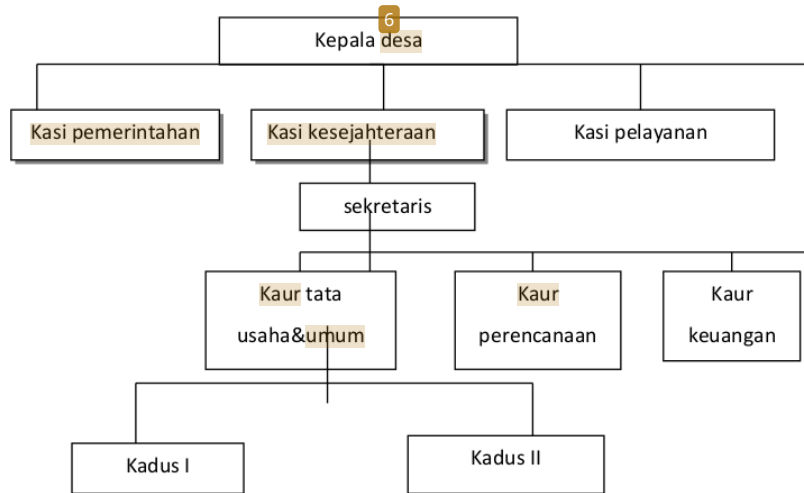 6
Kepala desa
Kasi pemerintahan
Kasi kesejahteraan
Kasi pelayanan
sekretaris
Kaur tata
usaha&umum
Kaur
perencanaan
Kaur
keuangan
Kadus I
Kadus II